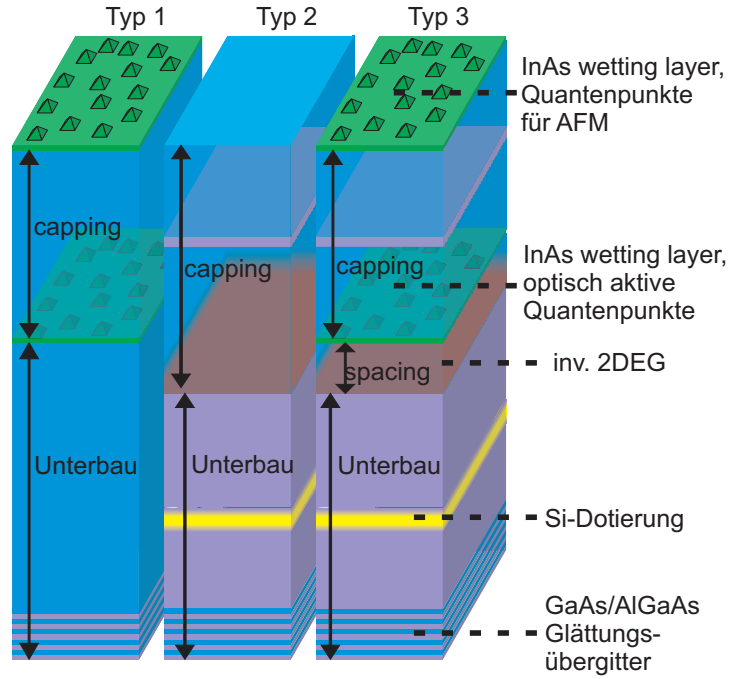 Typ 1
Typ 2
Typ 3
InAs wetting layer,
Quantenpunkte
für AFM
capping
capping
capping
InAs wetting layer,
optisch aktive
Quantenpunkte
spacing
inv. 2DEG
Unterbau
Unterbau
Unterbau
Si-Dotierung
GaAs/AlGaAs
Glättungs-
übergitter